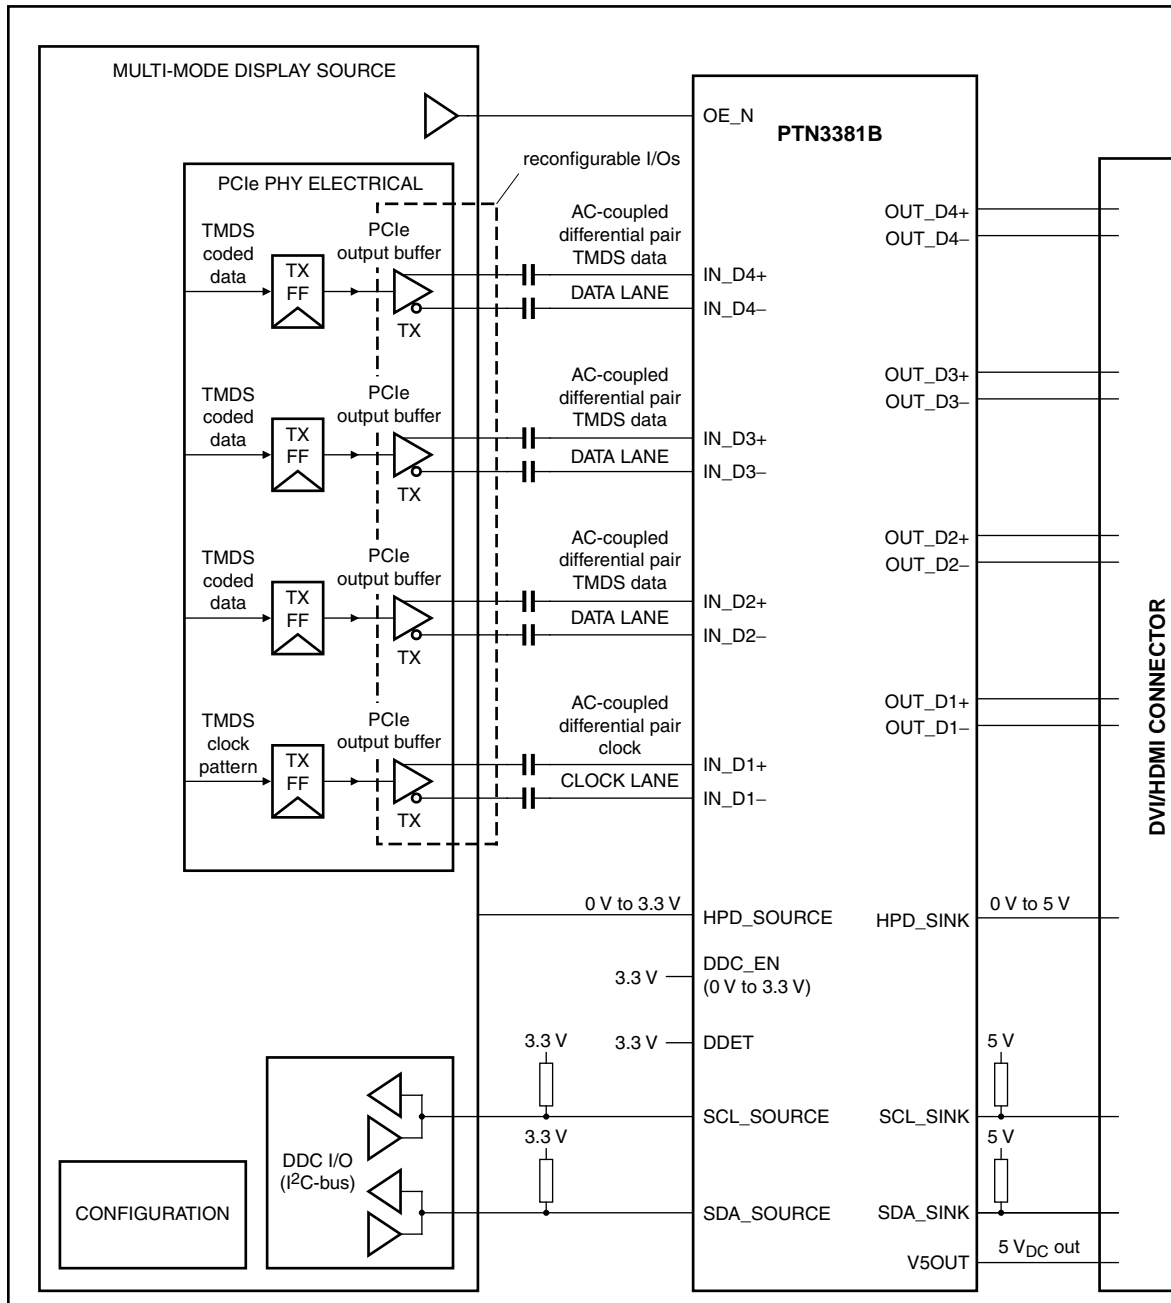 MULTI-MODE DISPLAY SOURCE
OE_N
PTN3381B
reconfigurable I/Os
PCIe PHY ELECTRICAL
TMDS
coded
data
TX
FF
PCIe
output buffer
TX
AC-coupled
differential pair
TMDS data
DATA LANE
IN_D4+
IN_D4−
OUT_D4+
OUT_D4−
TMDS
coded
data
TX
FF
PCIe
output buffer
TX
AC-coupled
differential pair
TMDS data
DATA LANE
IN_D3+
IN_D3−
OUT_D3+
OUT_D3−
TMDS
coded
data
TX
FF
PCIe
output buffer
TX
AC-coupled
differential pair
TMDS data
DATA LANE
IN_D2+
IN_D2−
OUT_D2+
OUT_D2−
TMDS
clock
pattern
TX
FF
PCIe
output buffer
TX
AC-coupled
differential pair
clock
CLOCK LANE
IN_D1+
IN_D1−
OUT_D1+
OUT_D1−
DVI/HDMI CONNECTOR
0 V to 3.3 V
HPD_SOURCE
HPD_SINK
0 V to 5 V
3.3 V
DDC_EN
(0 V to 3.3 V)
3.3 V
DDET
3.3 V
SCL_SOURCE
SCL_SINK
5 V
3.3 V
SDA_SOURCE
SDA_SINK
5 V
DDC I/O
(I²C-bus)
CONFIGURATION
V5OUT
5 VDC out